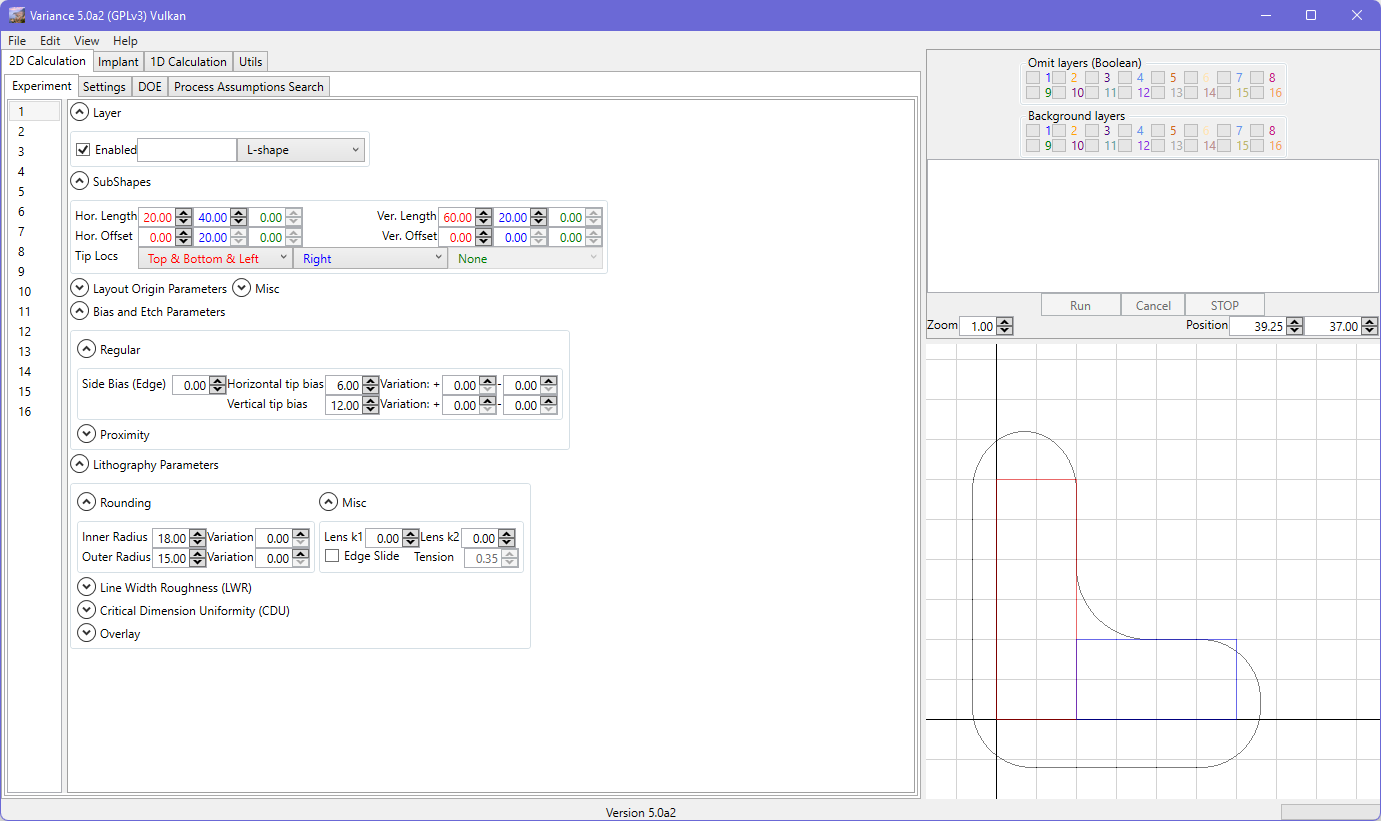 Variance 5.0a2 (GPLv3) Vulkan
File Edit View Help
2D Calculation Implant 1D Calculation Utils
Experiment Settings DOE Process Assumptions Search
1
2
3
4
5
6
7
8
9
10
11
12
13
14
15
16
Layer
Enabled L-shape
SubShapes
Hor. Length 20.00 40.00 0.00 Ver. Length 60.00 20.00 0.00
Hor. Offset 0.00 20.00 0.00 Ver. Offset 0.00 0.00 0.00
Tip Locs Top & Bottom & Left Right None
Layout Origin Parameters Misc
Bias and Etch Parameters
Regular
Side Bias (Edge) 0.00 Horizontal tip bias 6.00 Variation: + 0.00 - 0.00
Vertical tip bias 12.00 Variation: + 0.00 - 0.00
Proximity
Lithography Parameters
Rounding Misc
Inner Radius 18.00 Variation 0.00 Lens k1 0.00 Lens k2 0.00
Outer Radius 15.00 Variation 0.00 Edge Slide Tension 0.35
Line Width Roughness (LWR)
Critical Dimension Uniformity (CDU)
Overlay
Omit layers (Boolean)
1 2 3 4 5 6 7 8
9 10 11 12 13 14 15 16
Background layers
1 2 3 4 5 6 7 8
9 10 11 12 13 14 15 16
Run Cancel STOP
Zoom 1.00 Position 39.25 37.00
Version 5.0a2